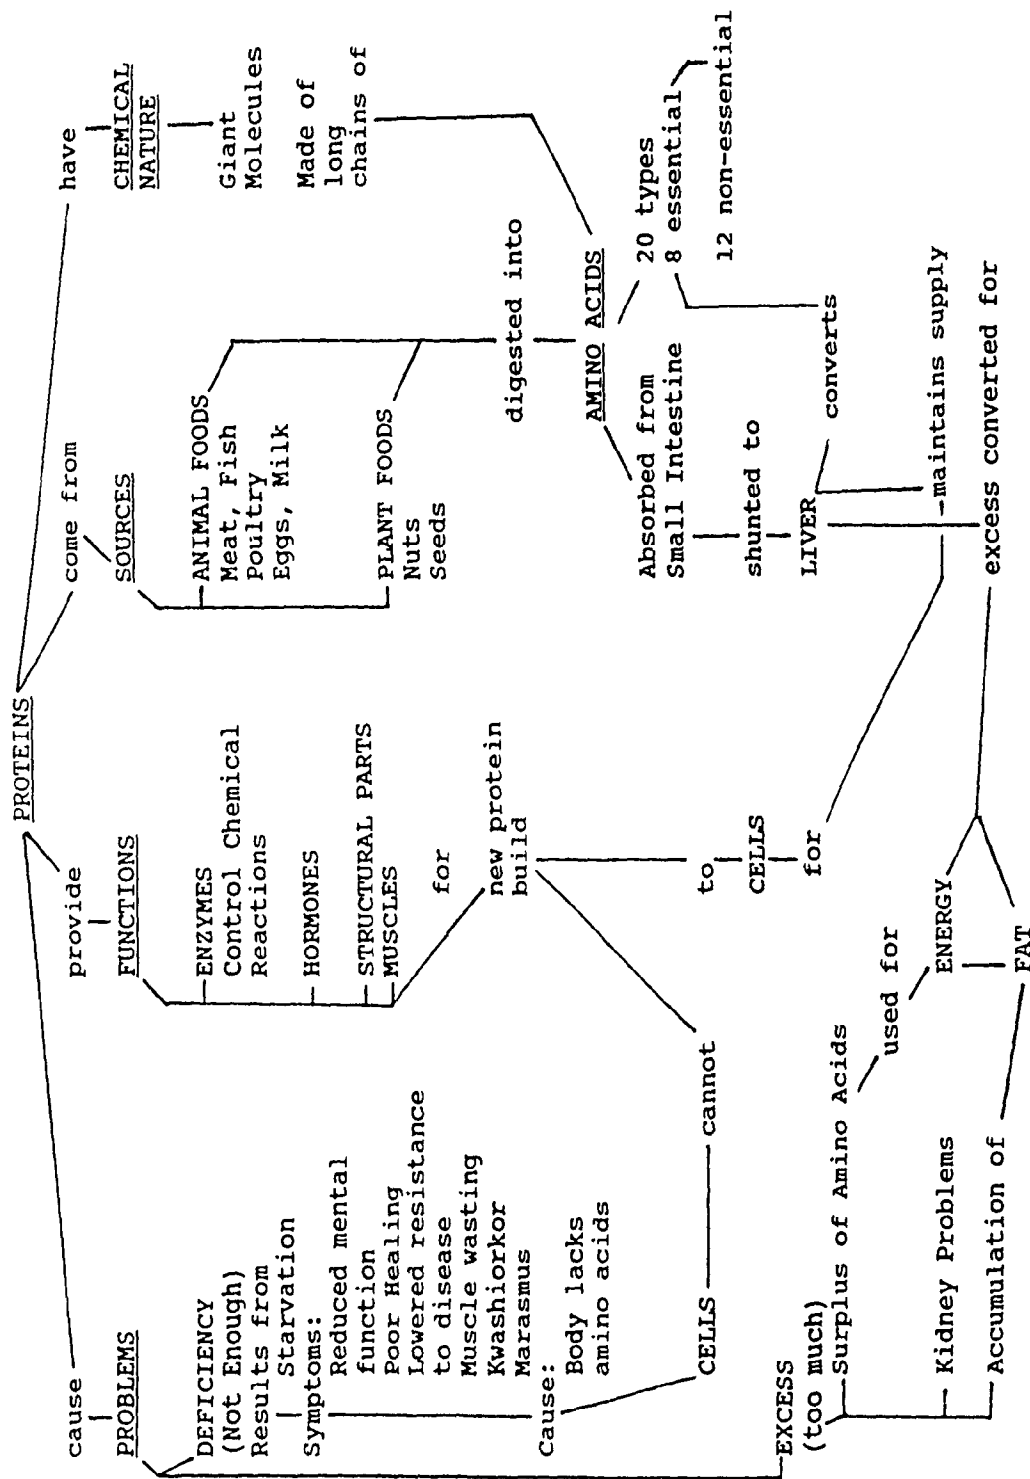 PROTEINS
cause
PROBLEMS
DEFICIENCY
(Not Enough)
Results from
Starvation
Symptoms:
Reduced mental
function
Poor Healing
Lowered resistance
to disease
Muscle wasting
Kwashiorkor
Marasmus
Cause:
Body lacks
amino acids
CELLS
cannot
EXCESS
(too much)
Surplus of Amino Acids
used for
ENERGY
Kidney Problems
Accumulation of
FAT
provide
FUNCTIONS
ENZYMES
Control Chemical
Reactions
HORMONES
STRUCTURAL PARTS
MUSCLES
for
new protein
build
to
CELLS
for
come from
SOURCES
ANIMAL FOODS
Meat, Fish
Poultry
Eggs, Milk
PLANT FOODS
Nuts
Seeds
digested into
AMINO ACIDS
Absorbed from
Small Intestine
shunted to
LIVER
converts
maintains supply
excess converted for
20 types
8 essential
12 non-essential
have
CHEMICAL
NATURE
Giant
Molecules
Made of
long
chains of